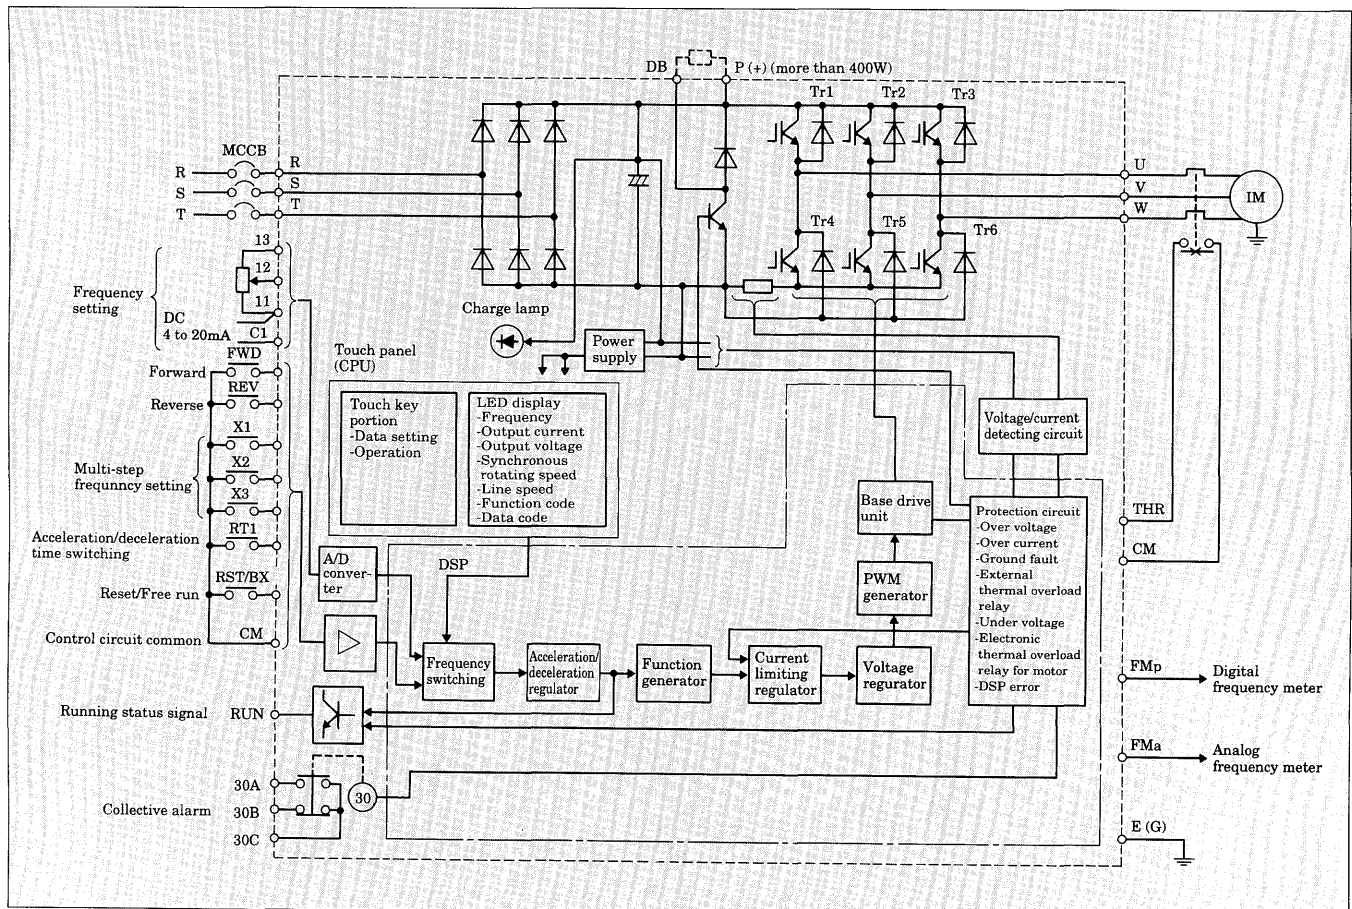 DB
P (+) (more than 400W)
Tr1
Tr2
Tr3
MCCB
R
R
S
S
T
T
U
V
W
IM
Tr4
Tr5
Tr6
13
12
11
Frequency
setting
DC
4 to 20mA
C1
Charge lamp
Power
supply
FWD
Forward
REV
Reverse
X1
X2
Multi-step
frequnncy setting
X3
RT1
Acceleration/deceleration
time switching
RST/BX
Reset/Free run
Control circuit common
CM
Touch panel
(CPU)
Touch key
portion
-Data setting
-Operation
LED display
-Frequency
-Output current
-Output voltage
-Synchronous
rotating speed
-Line speed
-Function code
-Data code
Voltage/current
detecting circuit
Base drive
unit
Protection circuit
-Over voltage
-Over current
-Ground fault
-External
thermal overload
relay
-Under voltage
-Electronic
thermal overload
relay for motor
-DSP error
THR
CM
A/D
conver-
ter
DSP
PWM
generator
Frequency
switching
Acceleration/
deceleration
regulator
Function
generator
Current
limiting
regulator
Voltage
regurator
FMp
Digital
frequency meter
Running status signal
RUN
FMa
Analog
frequency meter
30A
30
Collective alarm
30B
30C
E (G)